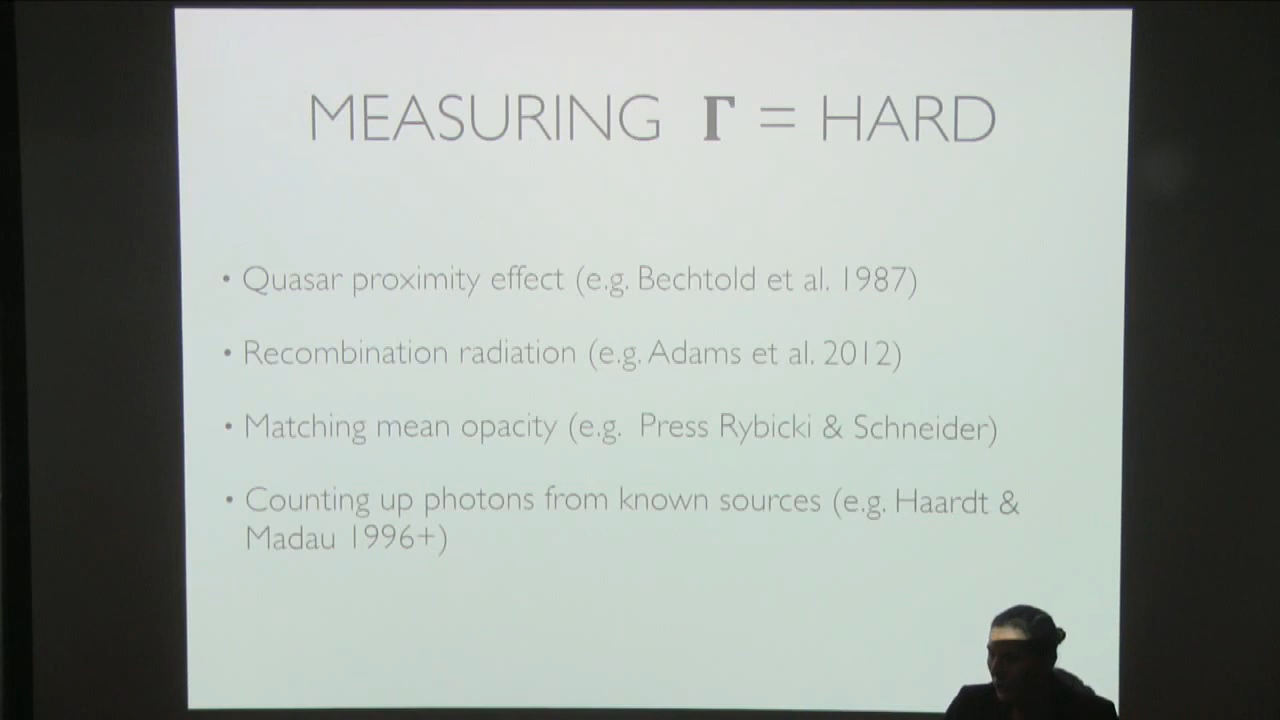 MEASURING Γ = HARD
• Quasar proximity effect (e.g. Bechtold et al. 1987)
• Recombination radiation (e.g. Adams et al. 2012)
• Matching mean opacity (e.g. Press Rybicki & Schneider)
• Counting up photons from known sources (e.g. Haardt &
Madau 1996+)